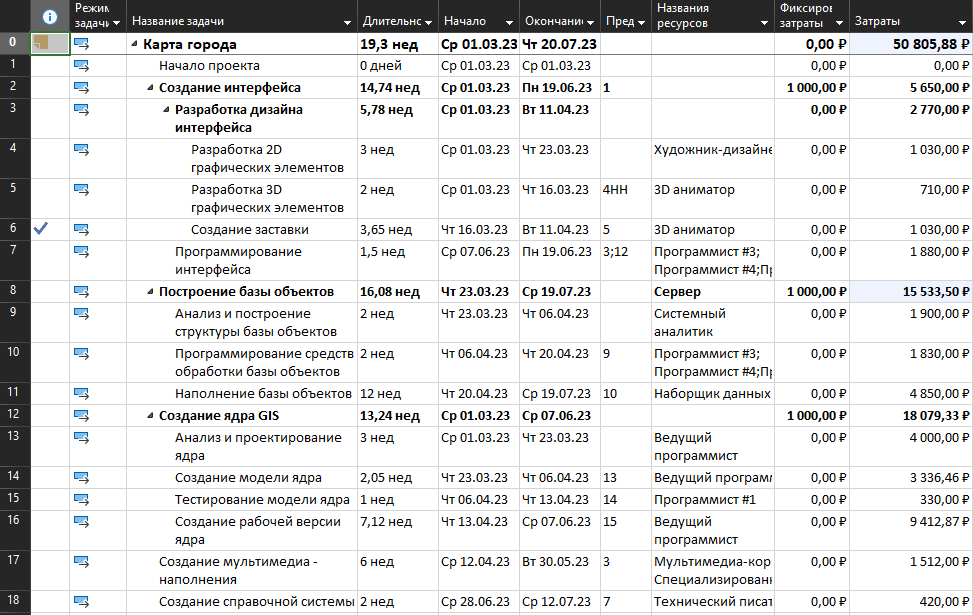 Режим задачи Название задачи Длительнс Начало Окончание Пред Названия ресурсов Фиксиров затраты Затраты
0 Карта города 19,3 нед Ср 01.03.23 Чт 20.07.23 0,00 ₽ 50 805,88 ₽
1 Начало проекта 0 дней Ср 01.03.23 Ср 01.03.23 0,00 ₽ 0,00 ₽
2 Создание интерфейса 14,74 нед Ср 01.03.23 Пн 19.06.23 1 1 000,00 ₽ 5 650,00 ₽
3 Разработка дизайна 5,78 нед Ср 01.03.23 Вт 11.04.23 0,00 ₽ 2 770,00 ₽
интерфейса
4 Разработка 2D 3 нед Ср 01.03.23 Чт 23.03.23 Художник-дизайне 0,00 ₽ 1 030,00 ₽
графических элементов
5 Разработка 3D 2 нед Ср 01.03.23 Чт 16.03.23 4НН 3D аниматор 0,00 ₽ 710,00 ₽
графических элементов
6 Создание заставки 3,65 нед Чт 16.03.23 Вт 11.04.23 5 3D аниматор 0,00 ₽ 1 030,00 ₽
7 Программирование 1,5 нед Ср 07.06.23 Пн 19.06.23 3;12 Программист #3; 0,00 ₽ 1 880,00 ₽
интерфейса Программист #4;Пр
8 Построение базы объектов 16,08 нед Чт 23.03.23 Ср 19.07.23 Сервер 1 000,00 ₽ 15 533,50 ₽
9 Анализ и построение 2 нед Чт 23.03.23 Чт 06.04.23 Системный 0,00 ₽ 1 900,00 ₽
структуры базы объектов аналитик
10 Программирование средств 2 нед Чт 06.04.23 Чт 20.04.23 9 Программист #3; 0,00 ₽ 1 830,00 ₽
обработки базы объектов Программист #4;Пр
11 Наполнение базы объектов 12 нед Чт 20.04.23 Ср 19.07.23 10 Наборщик данных 0,00 ₽ 4 850,00 ₽
12 Создание ядра GIS 13,24 нед Ср 01.03.23 Ср 07.06.23 1 000,00 ₽ 18 079,33 ₽
13 Анализ и проектирование 3 нед Ср 01.03.23 Чт 23.03.23 Ведущий 0,00 ₽ 4 000,00 ₽
ядра программист
14 Создание модели ядра 2,05 нед Чт 23.03.23 Чт 06.04.23 13 Ведущий программ 0,00 ₽ 3 336,46 ₽
15 Тестирование модели ядра 1 нед Чт 06.04.23 Чт 13.04.23 14 Программист #1 0,00 ₽ 330,00 ₽
16 Создание рабочей версии 7,12 нед Чт 13.04.23 Ср 07.06.23 15 Ведущий 0,00 ₽ 9 412,87 ₽
ядра программист
17 Создание мультимедиа - 6 нед Ср 12.04.23 Вт 30.05.23 3 Мультимедиа-кор 0,00 ₽ 1 512,00 ₽
наполнения Специализирован
18 Создание справочной системы 2 нед Ср 28.06.23 Ср 12.07.23 7 Технический писат 0,00 ₽ 420,00 ₽